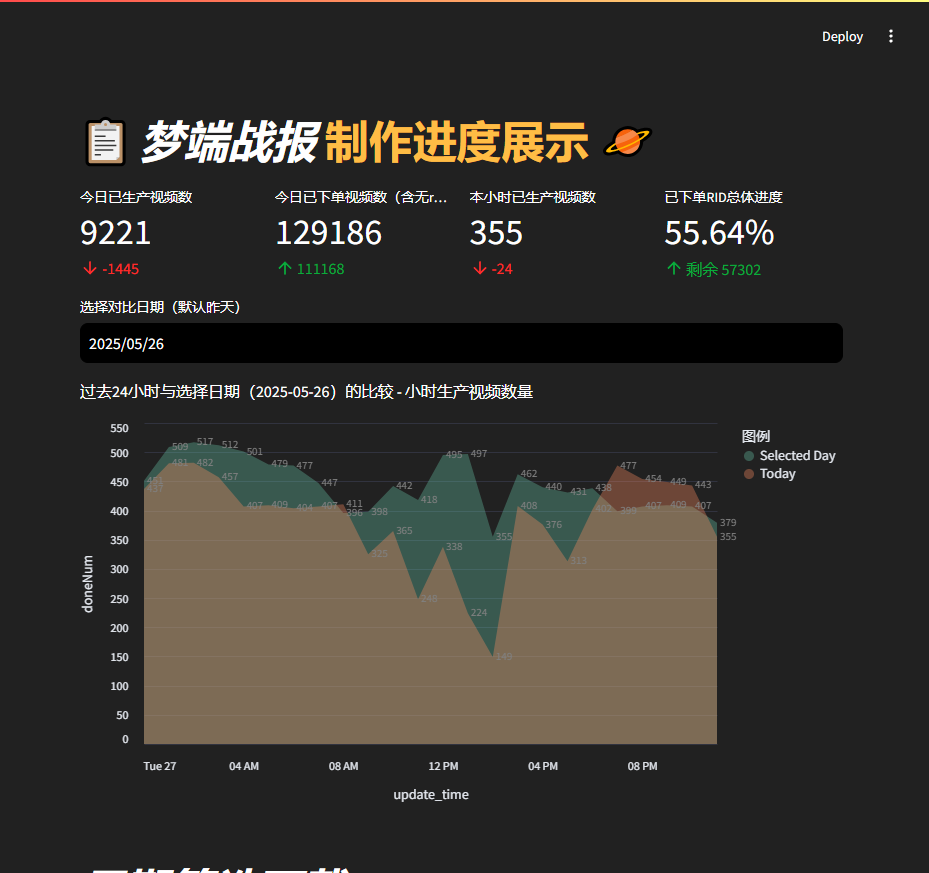 Deploy
梦端战报 制作进度展示
今日已生产视频数
9221
-1445
今日已下单视频数（含无r...
129186
111168
本小时已生产视频数
355
-24
已下单RID总体进度
55.64%
剩余 57302
选择对比日期（默认昨天）
2025/05/26
过去24小时与选择日期（2025-05-26）的比较 - 小时生产视频数量
图例
Selected Day
Today
doneNum
550
500
450
400
350
300
250
200
150
100
50
0
509 517 512 501 479 477 447 411 398 442 418 495 497 355 462 440 431 438 399 407 409 407 379
437 481 482 457 407 409 404 407 396 325 365 249 338 224 149 408 376 313 402 477 454 449 443 355
Tue 27
04 AM
08 AM
12 PM
04 PM
08 PM
update_time